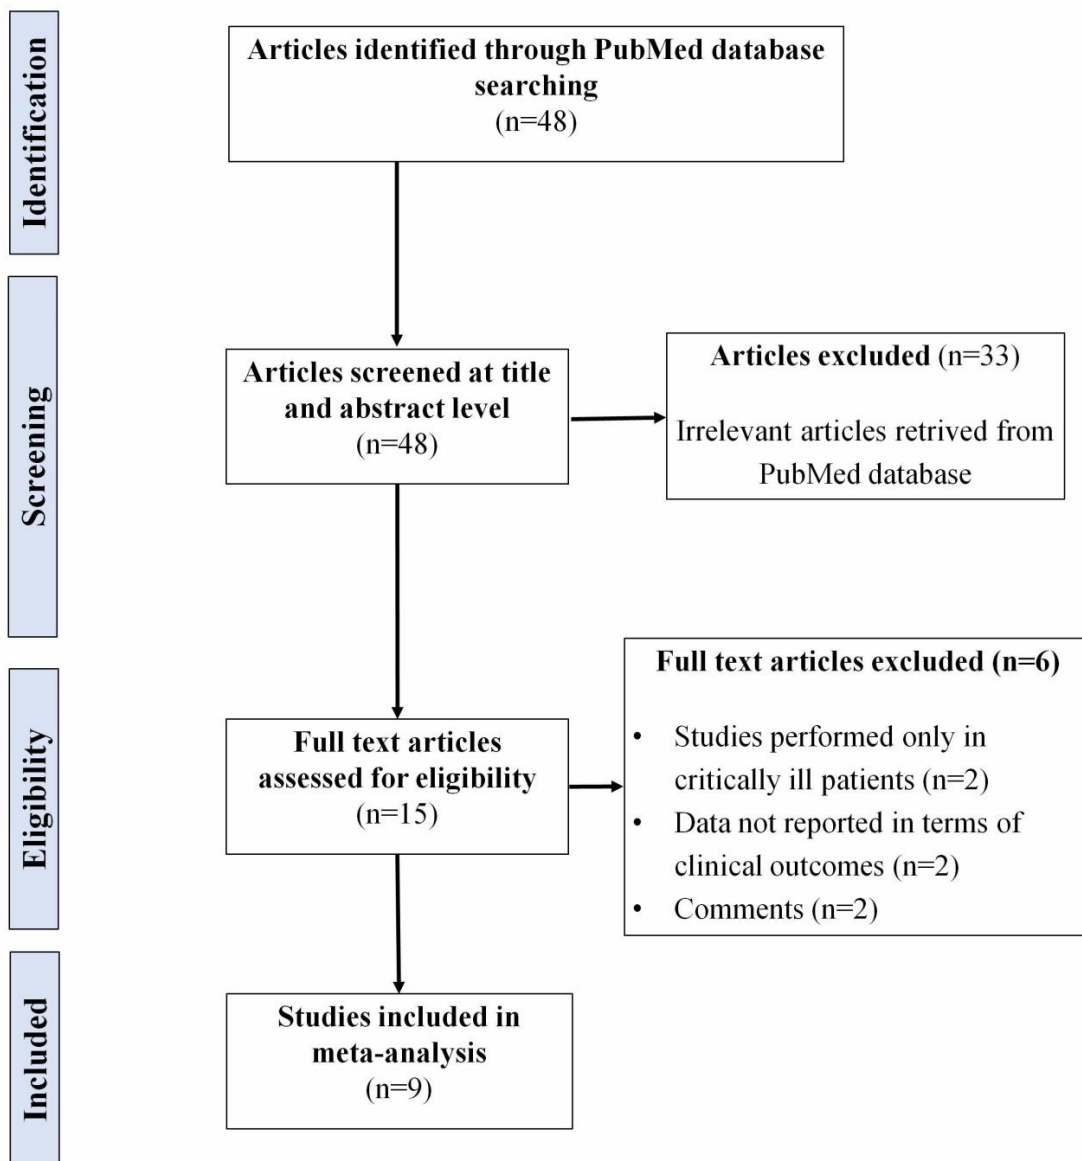 Identification
Articles identified through PubMed database
searching
(n=48)
Screening
Articles screened at title
and abstract level
(n=48)
Articles excluded (n=33)
Irrelevant articles retrived from
PubMed database
Eligibility
Full text articles
assessed for eligibility
(n=15)
Full text articles excluded (n=6)
• Studies performed only in
critically ill patients (n=2)
• Data not reported in terms of
clinical outcomes (n=2)
• Comments (n=2)
Included
Studies included in
meta-analysis
(n=9)